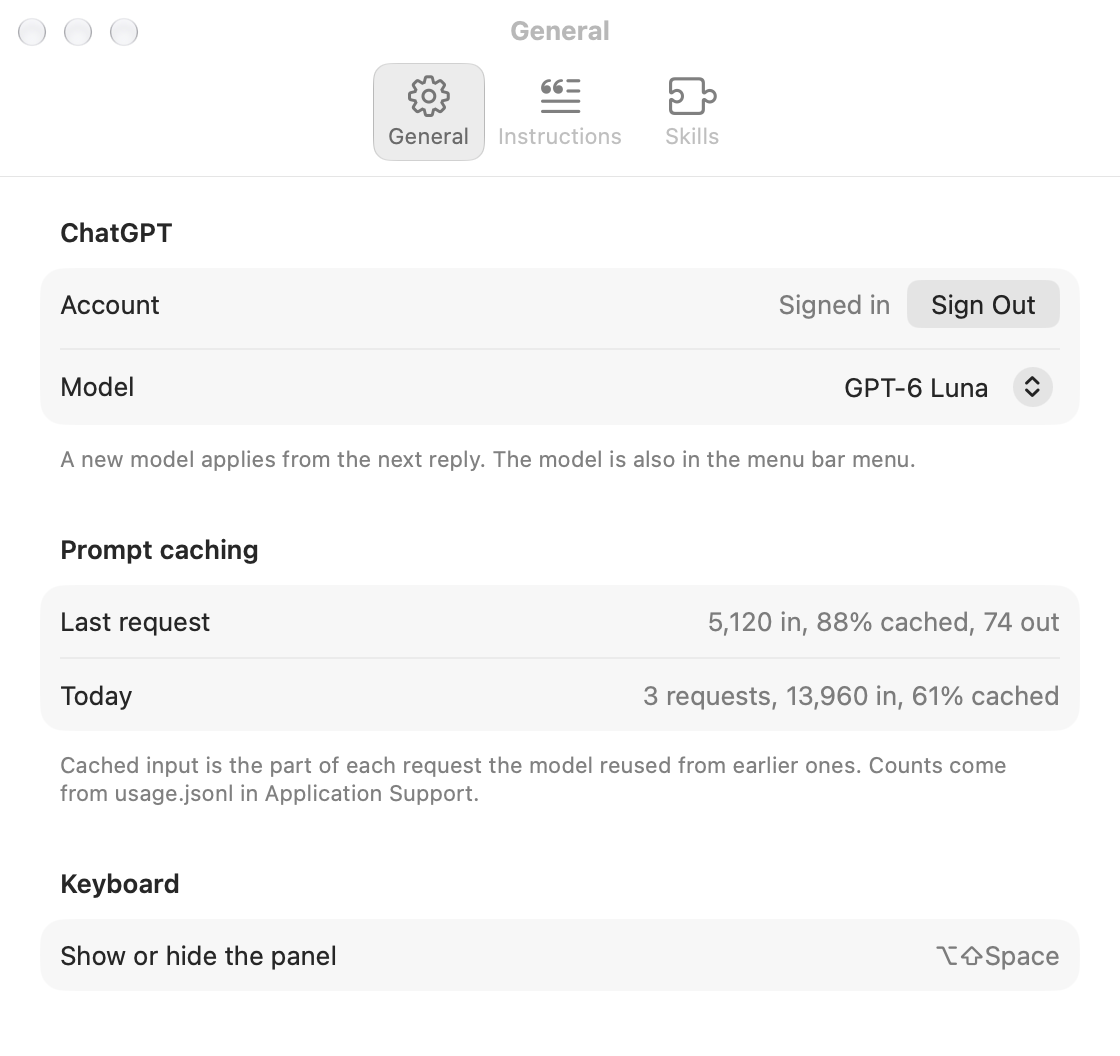 General
General
Instructions
Skills
ChatGPT
Account
Signed in
Sign Out
Model
GPT-6 Luna
A new model applies from the next reply. The model is also in the menu bar menu.
Prompt caching
Last request
5,120 in, 88% cached, 74 out
Today
3 requests, 13,960 in, 61% cached
Cached input is the part of each request the model reused from earlier ones. Counts come
from usage.jsonl in Application Support.
Keyboard
Show or hide the panel
⌥⇧Space